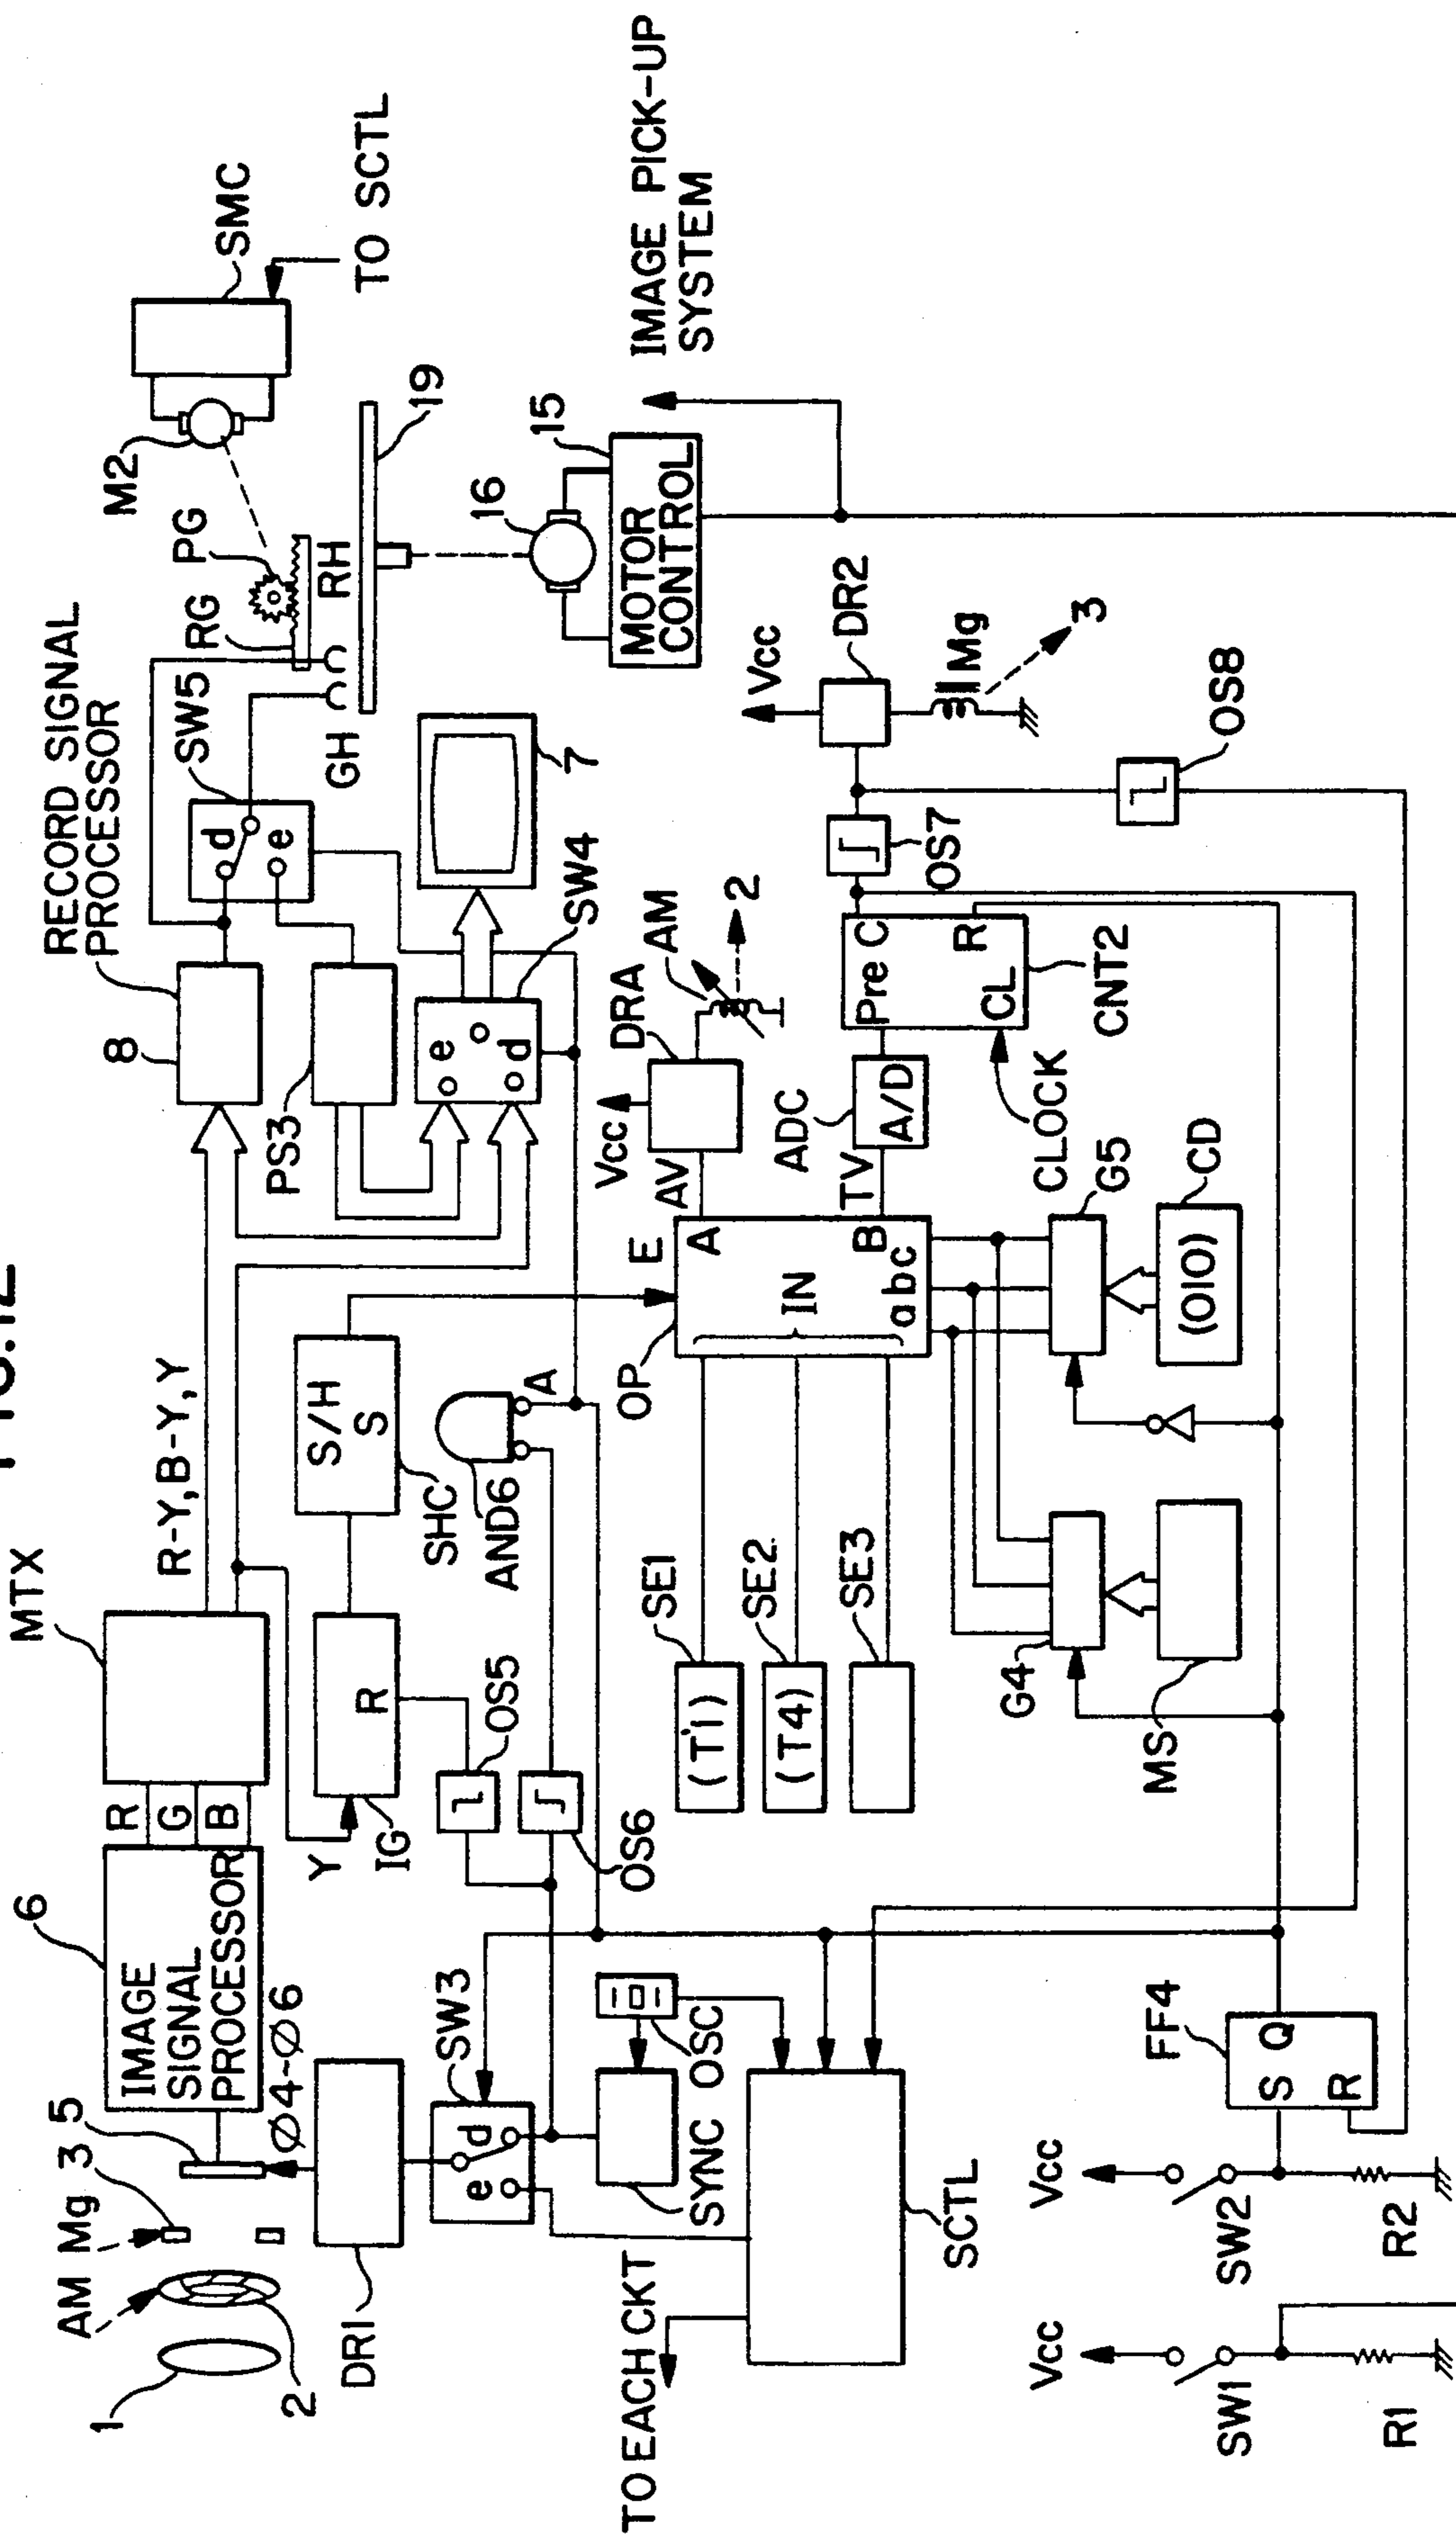 FIG.12
MTX
6
R-Y,B-Y,Y
RECORD SIGNAL
PROCESSOR
8
SW5
d
e
RG
PG
M2
SMC
TO SCTL
AM
Mg
3
5
IMAGE
SIGNAL
PROCESSOR
R
G
B
1
2
Ø4~Ø6
Y
IG
R
S/H
S
SHC
PS3
GH
RH
19
DR1
SW3
d
e
OS5
OS6
AND6
A
e
d
SW4
7
16
15
MOTOR
CONTROL
IMAGE PICK-UP
SYSTEM
TO EACH CKT
SYNC
OSC
SCTL
SE1
(T'1)
SE2
(T4)
SE3
OP
E
IN
A
B
a b c
AV
TV
Vcc
DRA
AM
2
ADC
A/D
Pre C
R
CL
CNT2
CLOCK
OS7
Vcc
DR2
Mg
3
OS8
G4
MS
G5
CD
(010)
FF4
S Q
R
Vcc
SW2
R2
Vcc
SW1
R1